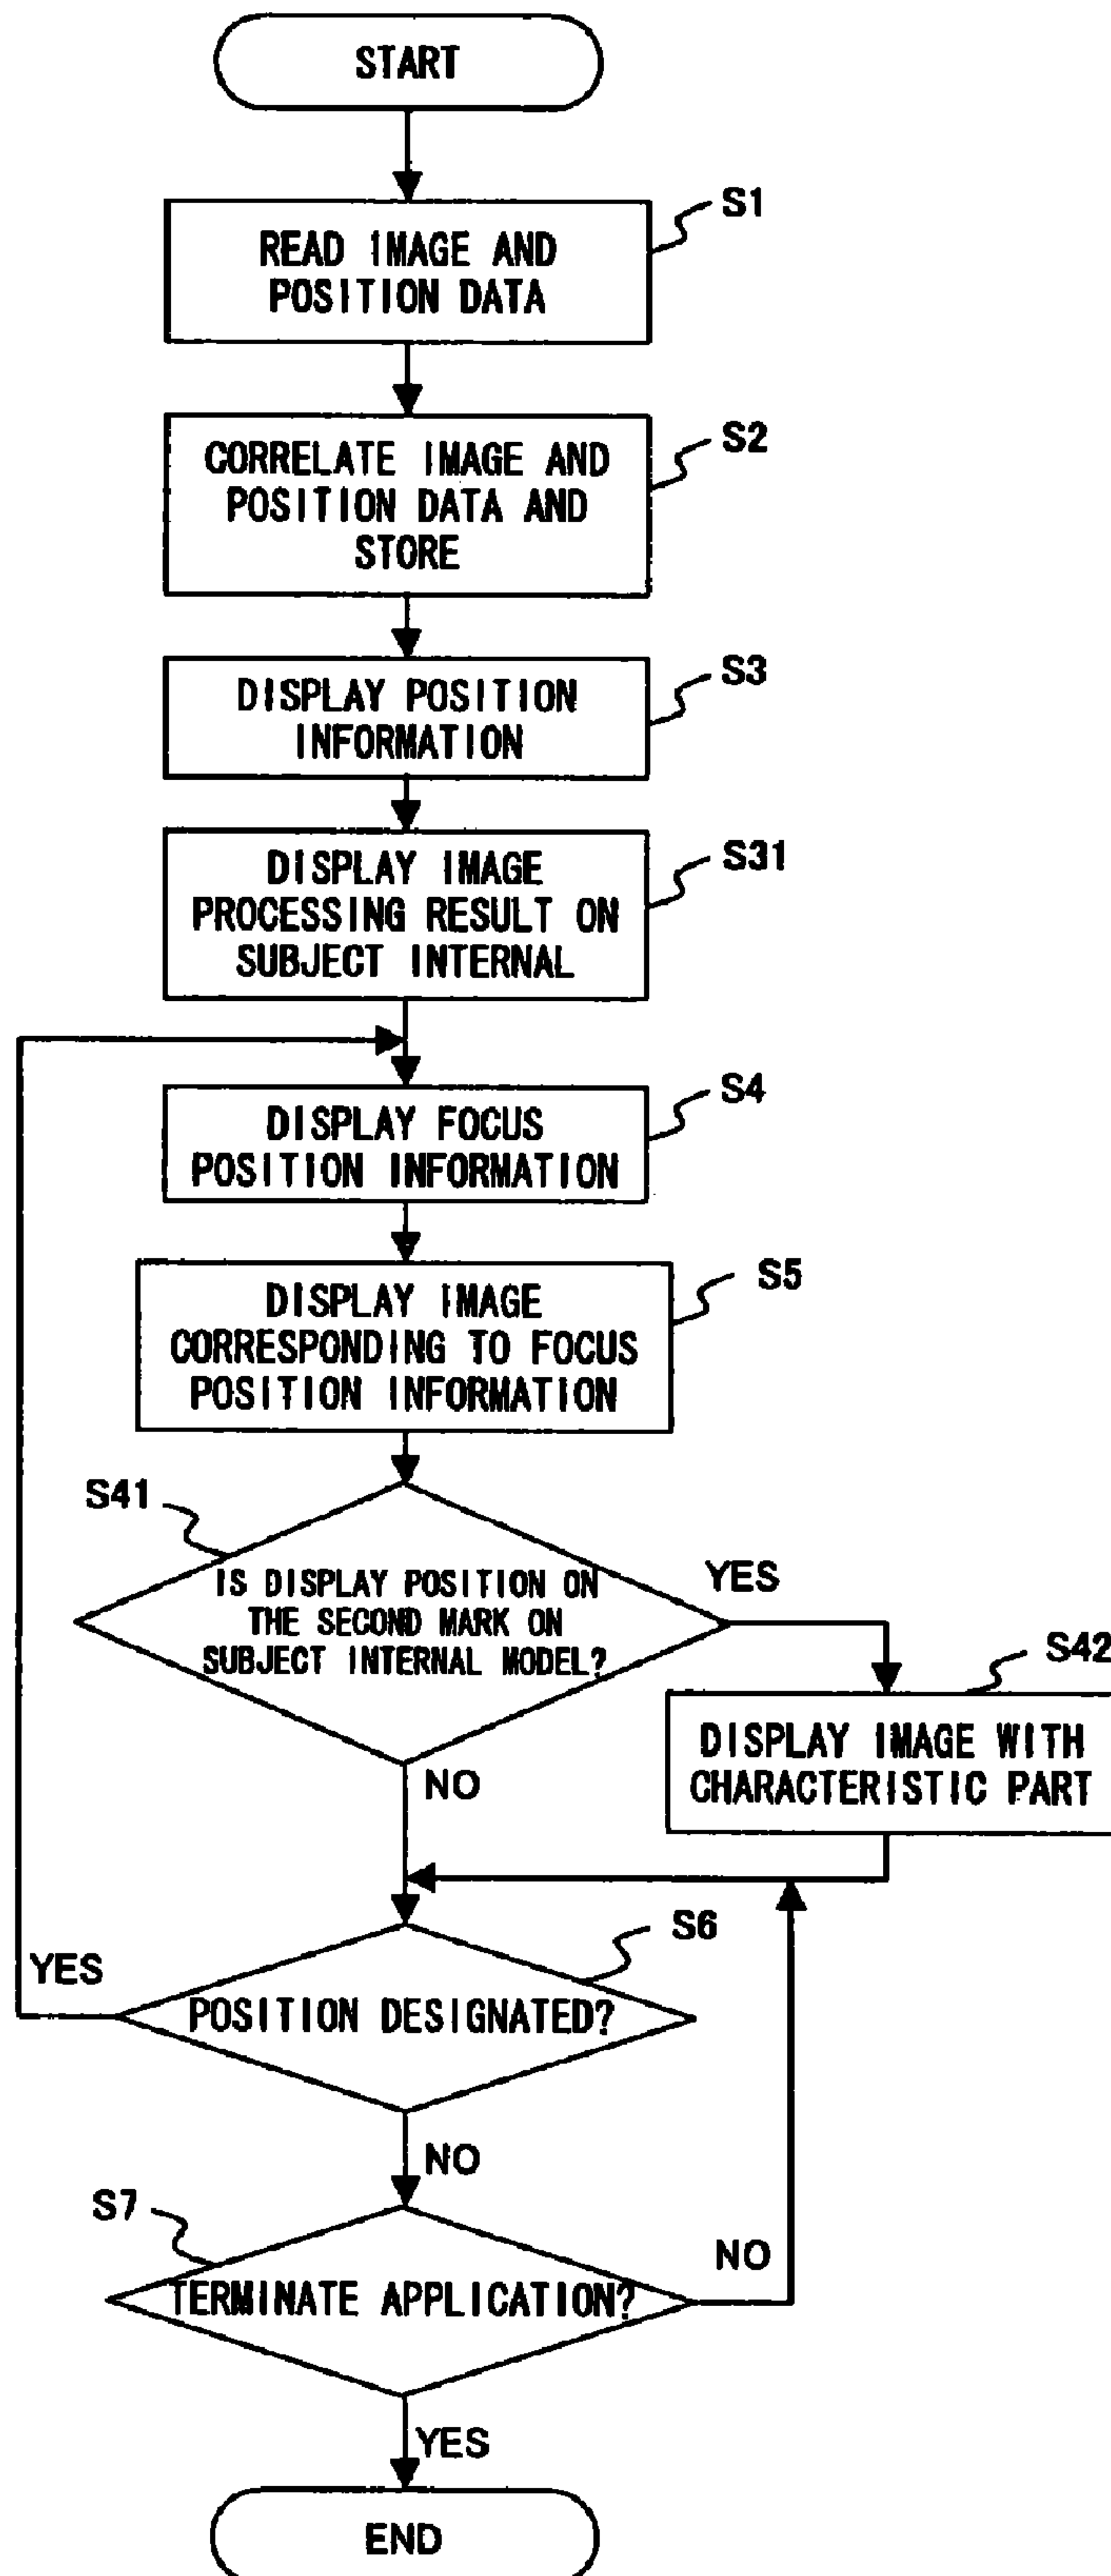 START
S1
READ IMAGE AND
POSITION DATA
S2
CORRELATE IMAGE AND
POSITION DATA AND
STORE
S3
DISPLAY POSITION
INFORMATION
S31
DISPLAY IMAGE
PROCESSING RESULT ON
SUBJECT INTERNAL
S4
DISPLAY FOCUS
POSITION INFORMATION
S5
DISPLAY IMAGE
CORRESPONDING TO FOCUS
POSITION INFORMATION
S41
IS DISPLAY POSITION ON
THE SECOND MARK ON
SUBJECT INTERNAL MODEL?
YES
S42
DISPLAY IMAGE WITH
CHARACTERISTIC PART
NO
S6
YES
POSITION DESIGNATED?
NO
S7
TERMINATE APPLICATION?
NO
YES
END